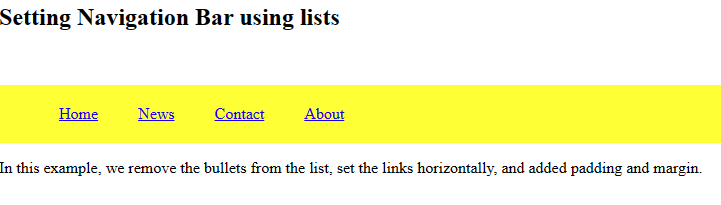 Setting Navigation Bar using lists
Home News Contact About
In this example, we remove the bullets from the list, set the links horizontally, and added padding and margin.